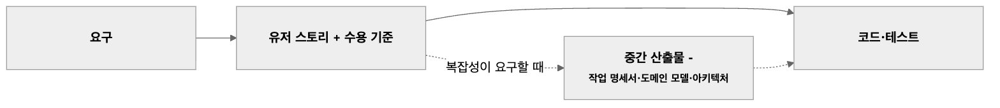 요구
유저 스토리 + 수용 기준
복잡성이 요구할 때
중간 산출물 -
작업 명세서·도메인 모델·아키텍처
코드·테스트